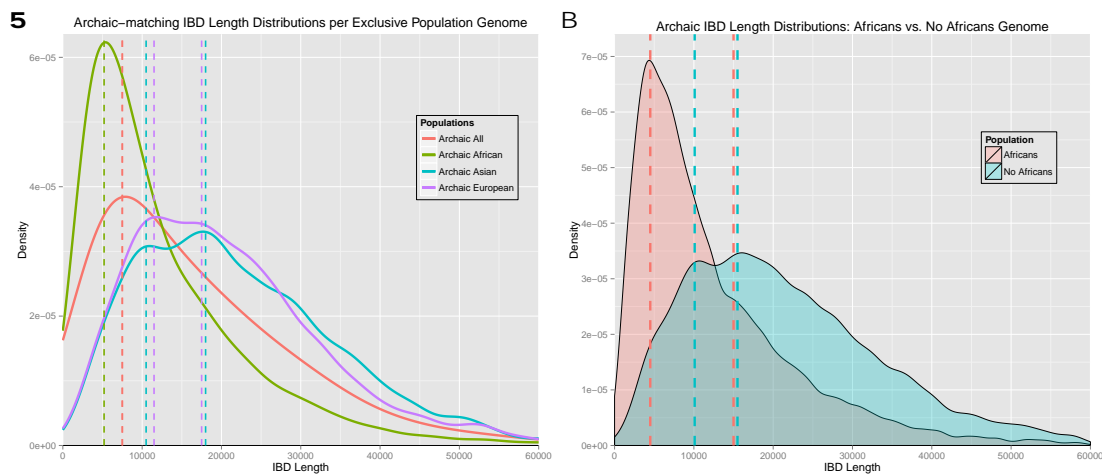 5
Archaic−matching IBD Length Distributions per Exclusive Population Genome
6e−05
4e−05
2e−05
0e+00
Density
0
10000
20000
30000
40000
50000
60000
IBD Length
Populations
Archaic All
Archaic African
Archaic Asian
Archaic European
B
Archaic IBD Length Distributions: Africans vs. No Africans Genome
7e−05
6e−05
5e−05
4e−05
3e−05
2e−05
1e−05
0e+00
Density
0
10000
20000
30000
40000
50000
60000
IBD Length
Population
Africans
No Africans